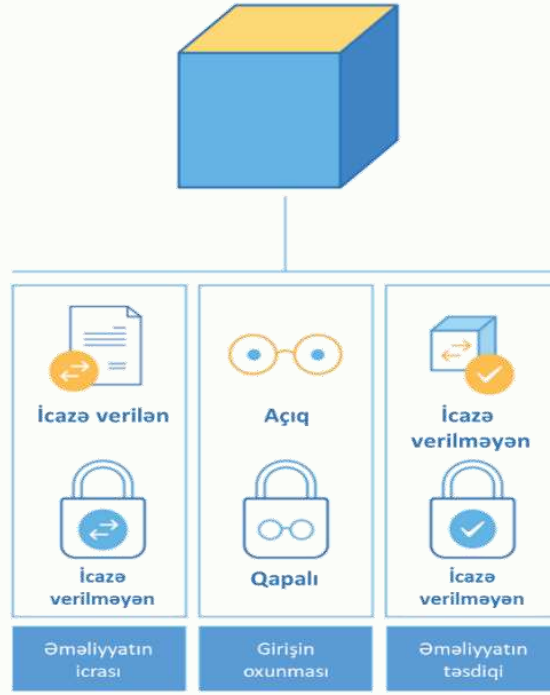 İcazə verilən
Açıq
İcazə
verilməyən
İcazə
verilməyən
Qapalı
İcazə
verilməyən
Əməliyyatın
icrası
Girişin
oxunması
Əməliyyatın
təsdiqi